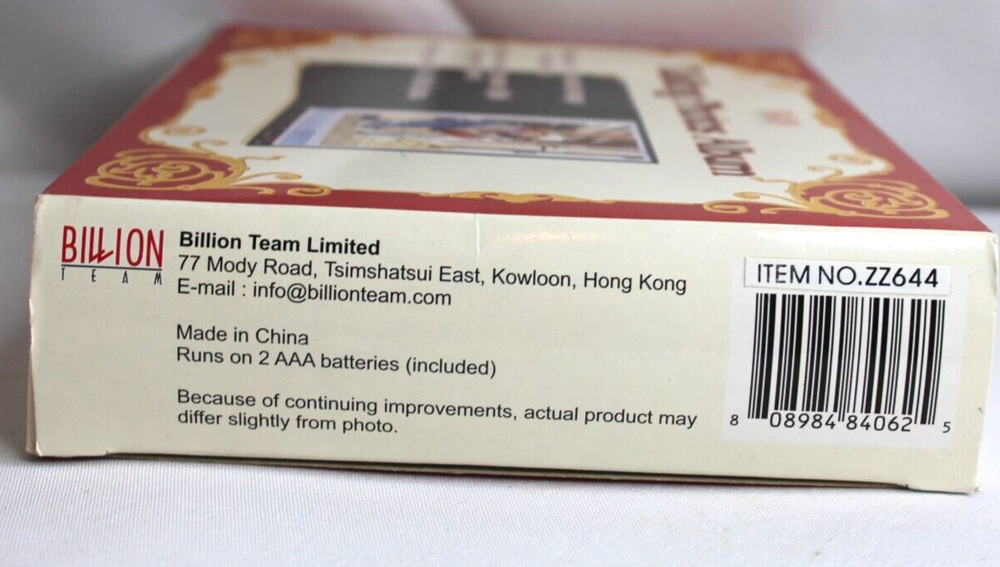 BILLION
TEAM
Billion Team Limited
77 Mody Road, Tsimshatsui East, Kowloon, Hong Kong
E-mail : info@billionteam.com
Made in China
Runs on 2 AAA batteries (included)
Because of continuing improvements, actual product may
differ slightly from photo.
ITEM NO.ZZ644
8 08984 84062 5